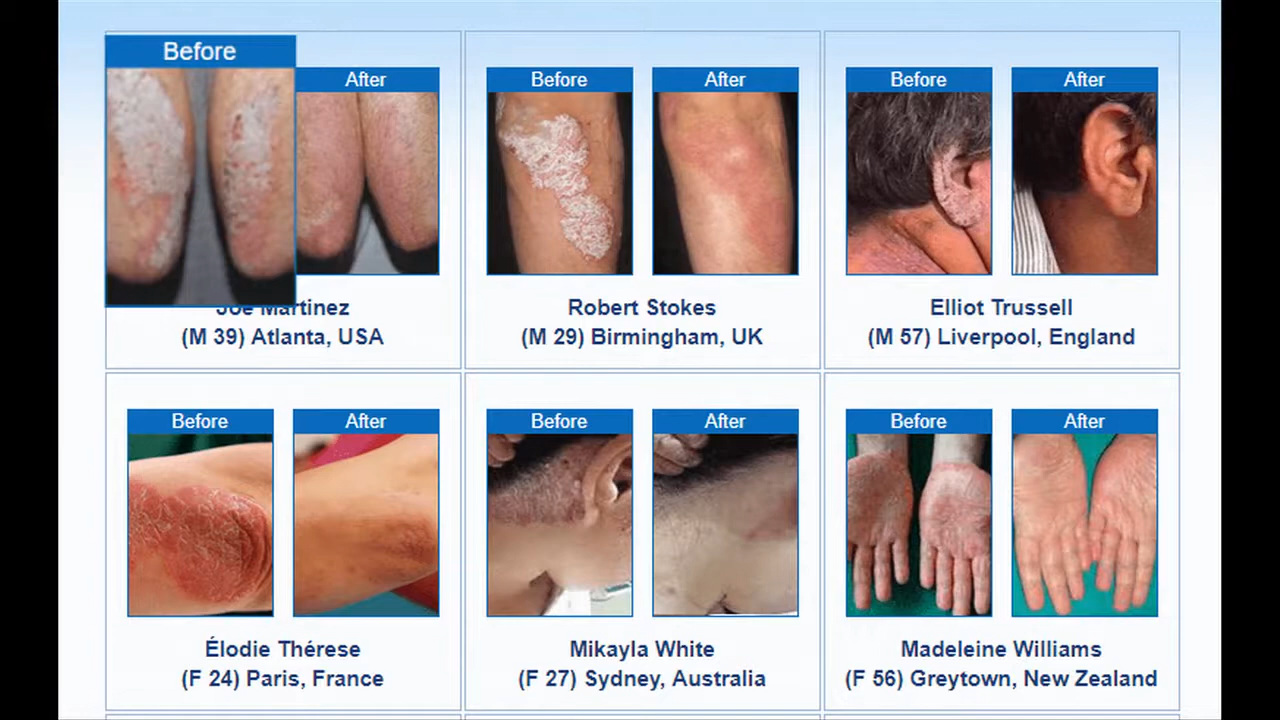 Before
After
Before
After
Before
After
Joe Martinez
(M 39) Atlanta, USA
Robert Stokes
(M 29) Birmingham, UK
Elliot Trussell
(M 57) Liverpool, England
Before
After
Before
After
Before
After
Élodie Thérese
(F 24) Paris, France
Mikayla White
(F 27) Sydney, Australia
Madeleine Williams
(F 56) Greytown, New Zealand